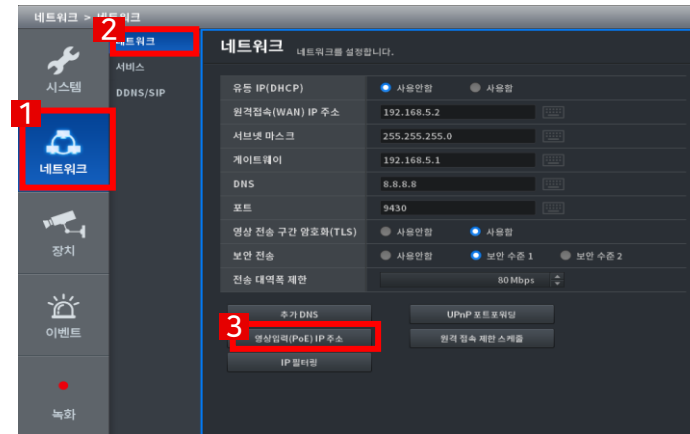 네트워크 > 네트워크
2
네트워크
서비스
DDNS/SIP
시스템
1
네트워크
장치
이벤트
녹화
네트워크 네트워크를 설정합니다.
유동 IP(DHCP) 사용안함 사용함
원격접속(WAN) IP 주소 192.168.5.2
서브넷 마스크 255.255.255.0
게이트웨이 192.168.5.1
DNS 8.8.8.8
포트 9430
영상 전송 구간 암호화(TLS) 사용안함 사용함
보안 전송 사용안함 보안 수준 1 보안 수준 2
전송 대역폭 제한 80 Mbps
추가 DNS UPnP 포트포워딩
3
영상입력(PoE) IP 주소 원격 접속 제한 스케줄
IP 필터링